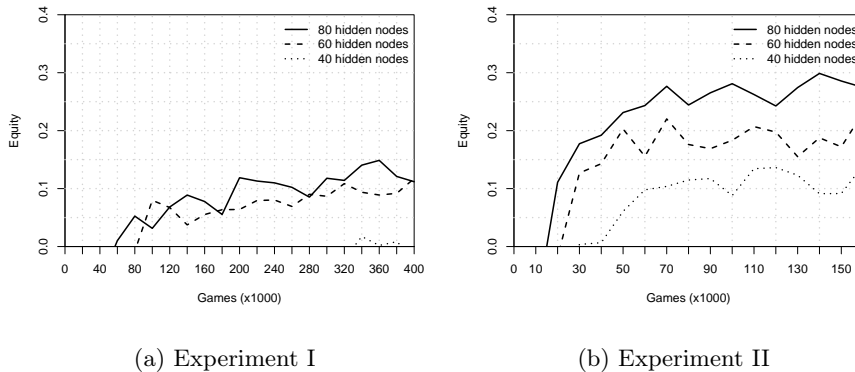 0.4
0.3
0.2
0.1
0.0
Equity
80 hidden nodes
60 hidden nodes
40 hidden nodes
0 40 80 120 160 200 240 280 320 360 400
Games (x1000)
(a) Experiment I
0.4
0.3
0.2
0.1
0.0
Equity
80 hidden nodes
60 hidden nodes
40 hidden nodes
0 10 30 50 70 90 110 130 150
Games (x1000)
(b) Experiment II